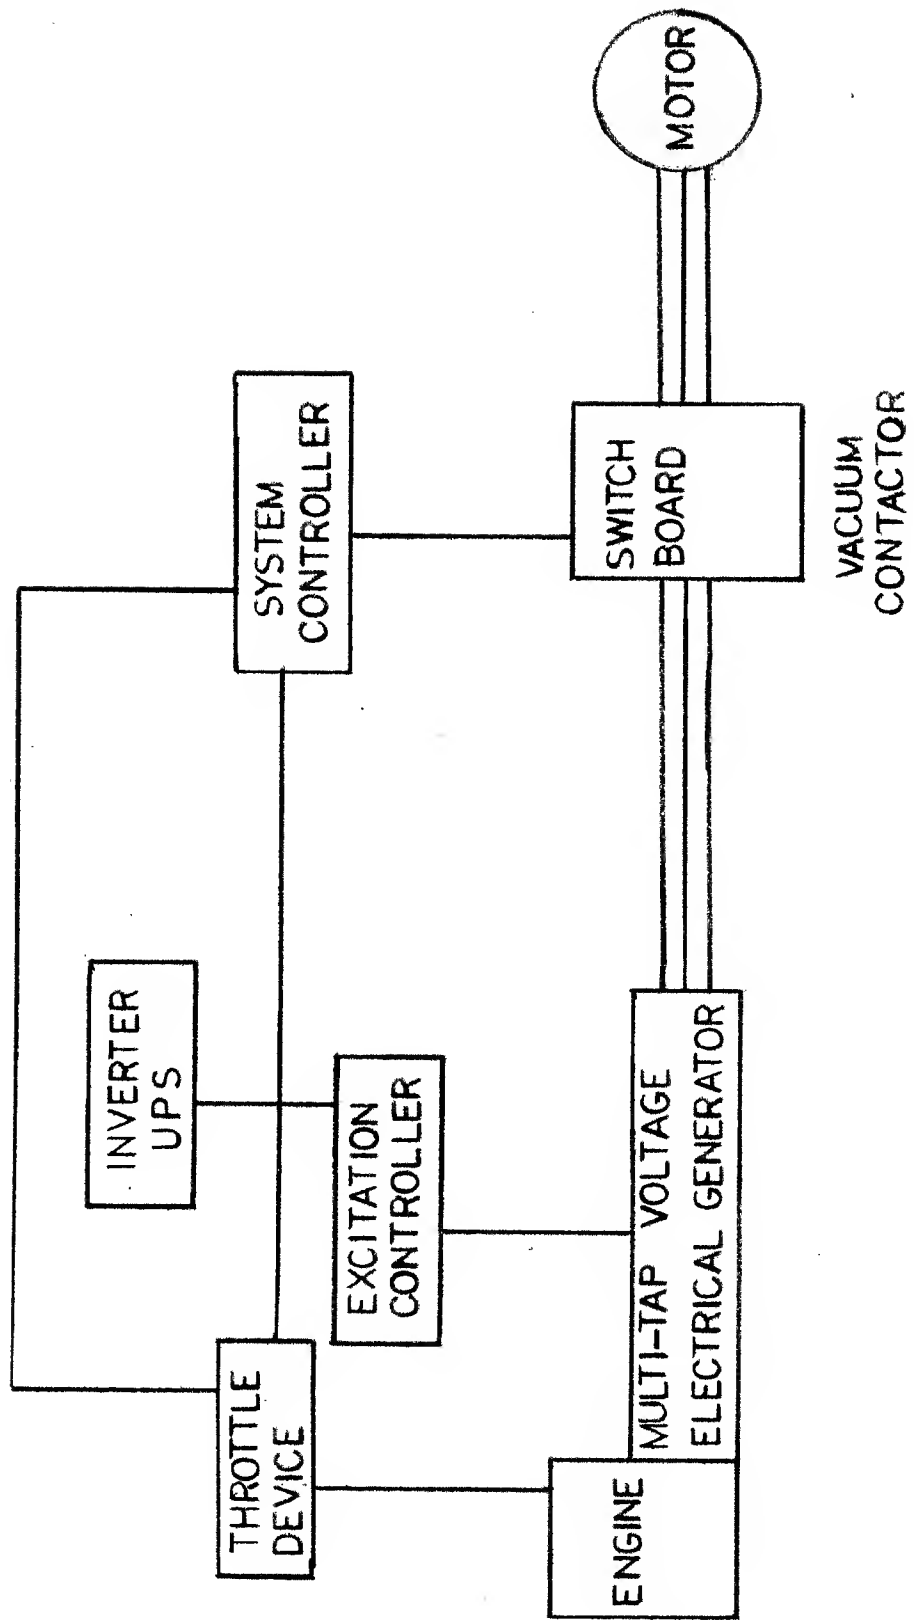 THROTTLE
DEVICE
INVERTER
UPS
SYSTEM
CONTROLLER
EXCITATION
CONTROLLER
ENGINE
MULTI-TAP VOLTAGE
ELECTRICAL GENERATOR
SWITCH
BOARD
MOTOR
VACUUM
CONTACTOR